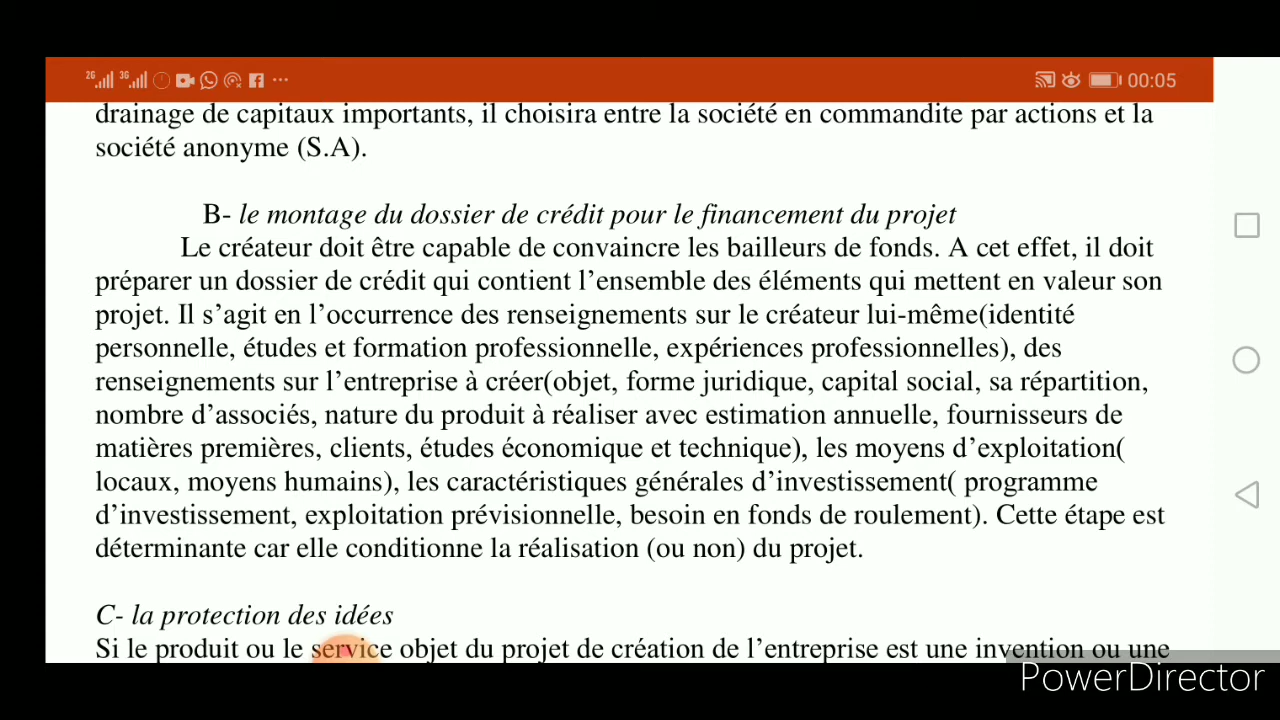 2G 3G 00:05
drainage de capitaux importants, il choisira entre la société en commandite par actions et la
société anonyme (S.A).
B- le montage du dossier de crédit pour le financement du projet
Le créateur doit être capable de convaincre les bailleurs de fonds. A cet effet, il doit
préparer un dossier de crédit qui contient l’ensemble des éléments qui mettent en valeur son
projet. Il s’agit en l’occurrence des renseignements sur le créateur lui-même(identité
personnelle, études et formation professionnelle, expériences professionnelles), des
renseignements sur l’entreprise à créer(objet, forme juridique, capital social, sa répartition,
nombre d’associés, nature du produit à réaliser avec estimation annuelle, fournisseurs de
matières premières, clients, études économique et technique), les moyens d’exploitation(
locaux, moyens humains), les caractéristiques générales d’investissement( programme
d’investissement, exploitation prévisionnelle, besoin en fonds de roulement). Cette étape est
déterminante car elle conditionne la réalisation (ou non) du projet.
C- la protection des idées
Si le produit ou le service objet du projet de création de l’entreprise est une invention ou une
PowerDirector